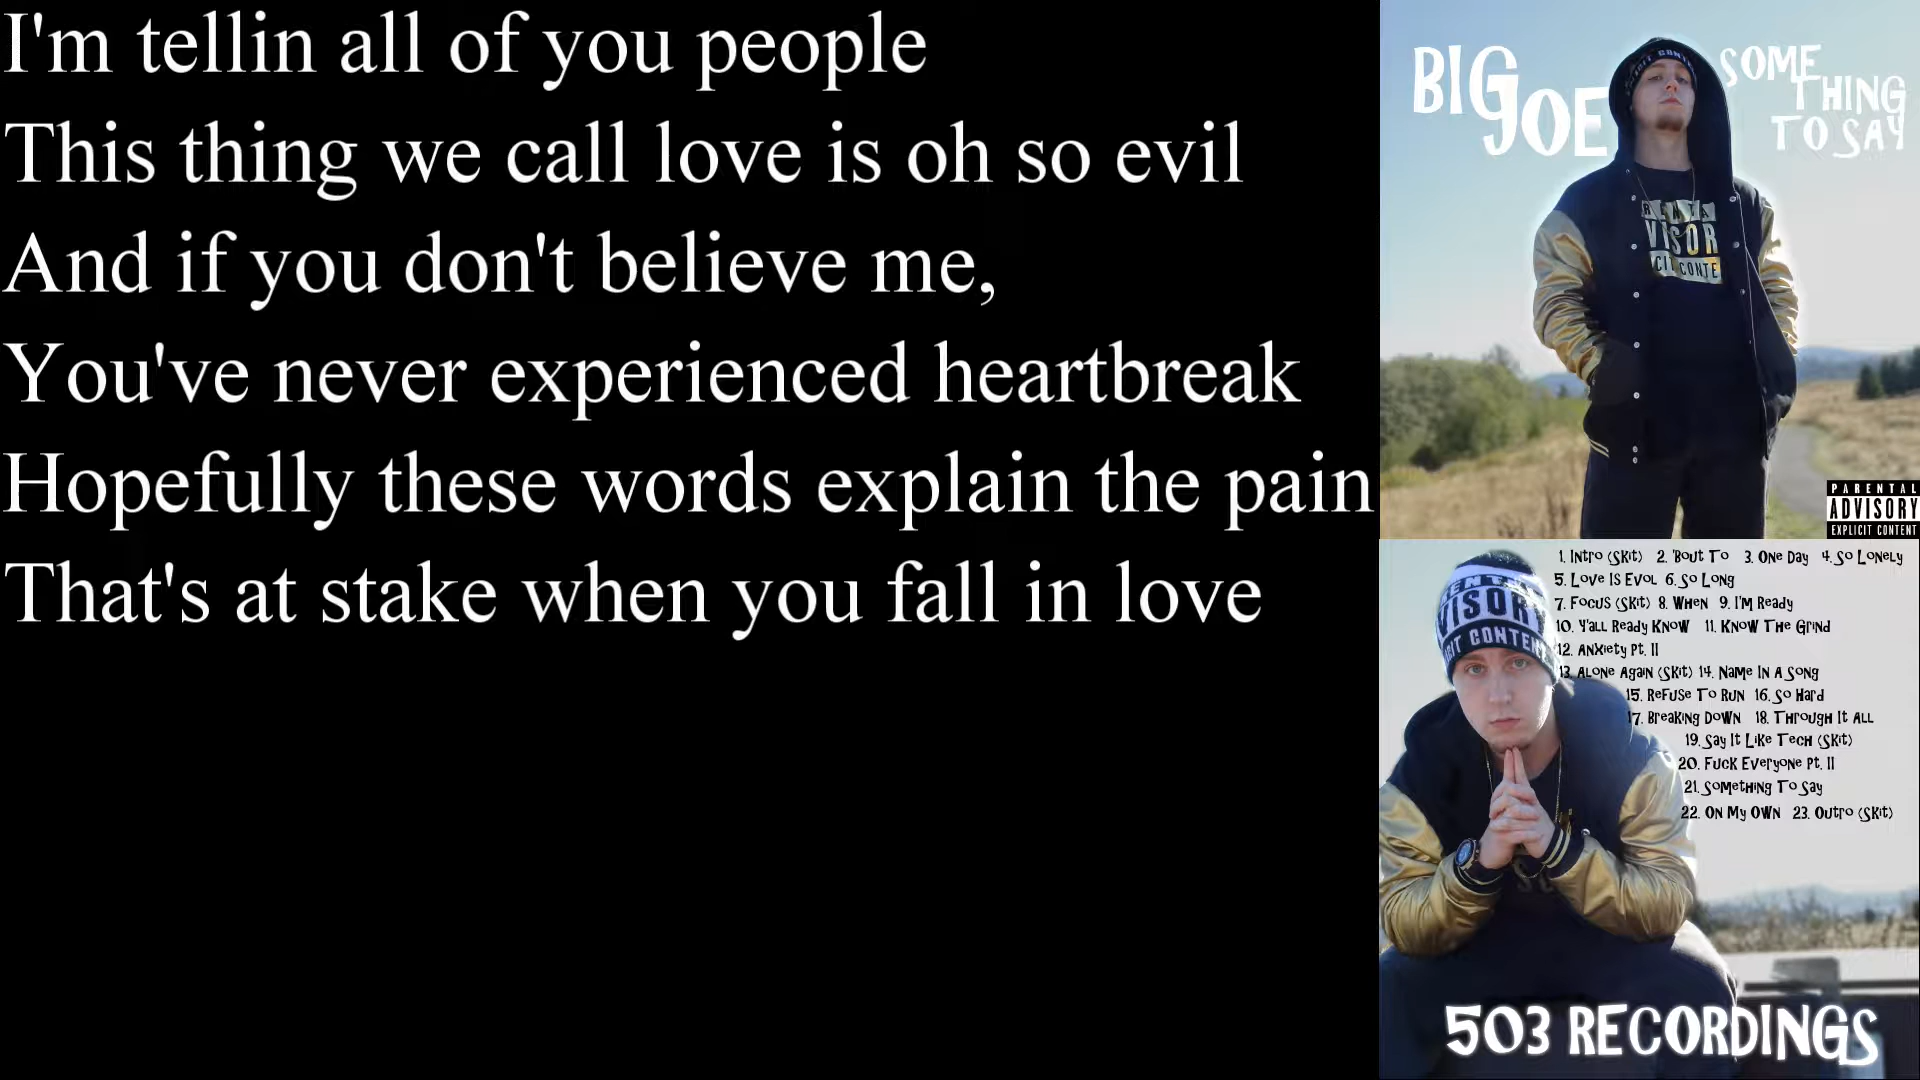 I'm tellin all of you people
This thing we call love is oh so evil
And if you don't believe me,
You've never experienced heartbreak
Hopefully these words explain the pain
That's at stake when you fall in love
BIG JOE
SOME
THING
TO SAY
VISOR
CIT CONTE
PARENTAL
ADVISORY
EXPLICIT CONTENT
1. Intro (Skit) 2. 'Bout To 3. One Day 4. So Lonely
5. Love Is Evol 6. So Long
7. Focus (Skit) 8. When 9. I'm Ready
10. Y'all Ready Know 11. Know The Grind
12. Anxiety Pt. II
13. Alone Again (Skit) 14. Name In A Song
15. Refuse To Run 16. So Hard
17. Breaking Down 18. Through It All
19. Say It Like Tech (Skit)
20. Fuck Everyone Pt. II
21. Something To Say
22. On My Own 23. Outro (Skit)
ENT
VISOR
CIT CONTEN
503 RECORDINGS